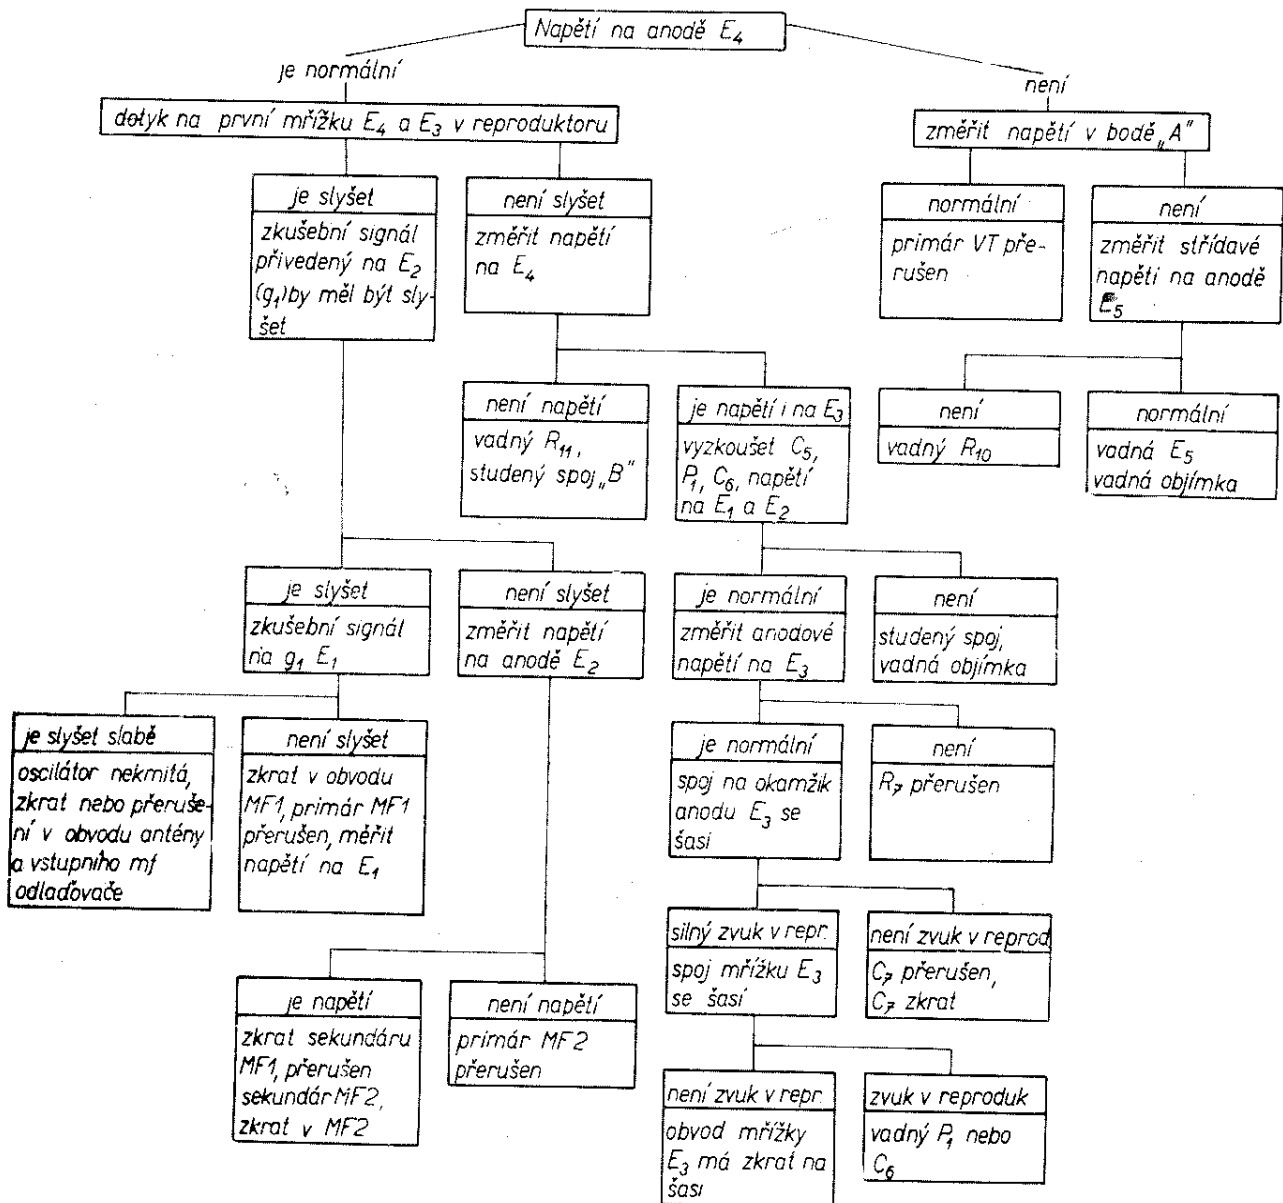 Napětí na anodě E4
je normální
není
dotyk na první mřížku E4 a E3 v reproduktoru
změřit napětí v bodě „A"
je slyšet
zkušební signál
přivedený na E2
(g1) by měl být sly-
šet
není slyšet
změřit napětí
na E4
normální
primár VT pře-
rušen
není
změřit střídavé
napětí na anodě
E5
není napětí
vadný R11,
studený spoj „B"
je napětí i na E3
vyzkoušet C5,
P1, C6, napětí
na E1 a E2
není
vadný R10
normální
vadná E5
vadná objímka
je slyšet
zkušební signál
na g1 E1
není slyšet
změřit napětí
na anodě E2
je normální
změřit anodové
napětí na E3
není
studený spoj,
vadná objímka
je slyšet slabě
oscilátor nekmitá,
zkrat nebo přeruše-
ní v obvodu antény
a vstupního mf
odlaďovače
není slyšet
zkrat v obvodu
MF1, primár MF1
přerušen, měřit
napětí na E1
je normální
spoj na okamžik
anodu E3 se
šasi
není
R7 přerušen
silný zvuk v repr.
spoj mřížku E3
se šasí
není zvuk v reprod
C7 přerušen,
C7 zkrat
je napětí
zkrat sekundáru
MF1, přerušen
sekundár MF2,
zkrat v MF2
není napětí
primár MF2
přerušen
není zvuk v repr.
obvod mřížky
E3 má zkrat na
šasi
zvuk v reproduk
vadný P1 nebo
C6